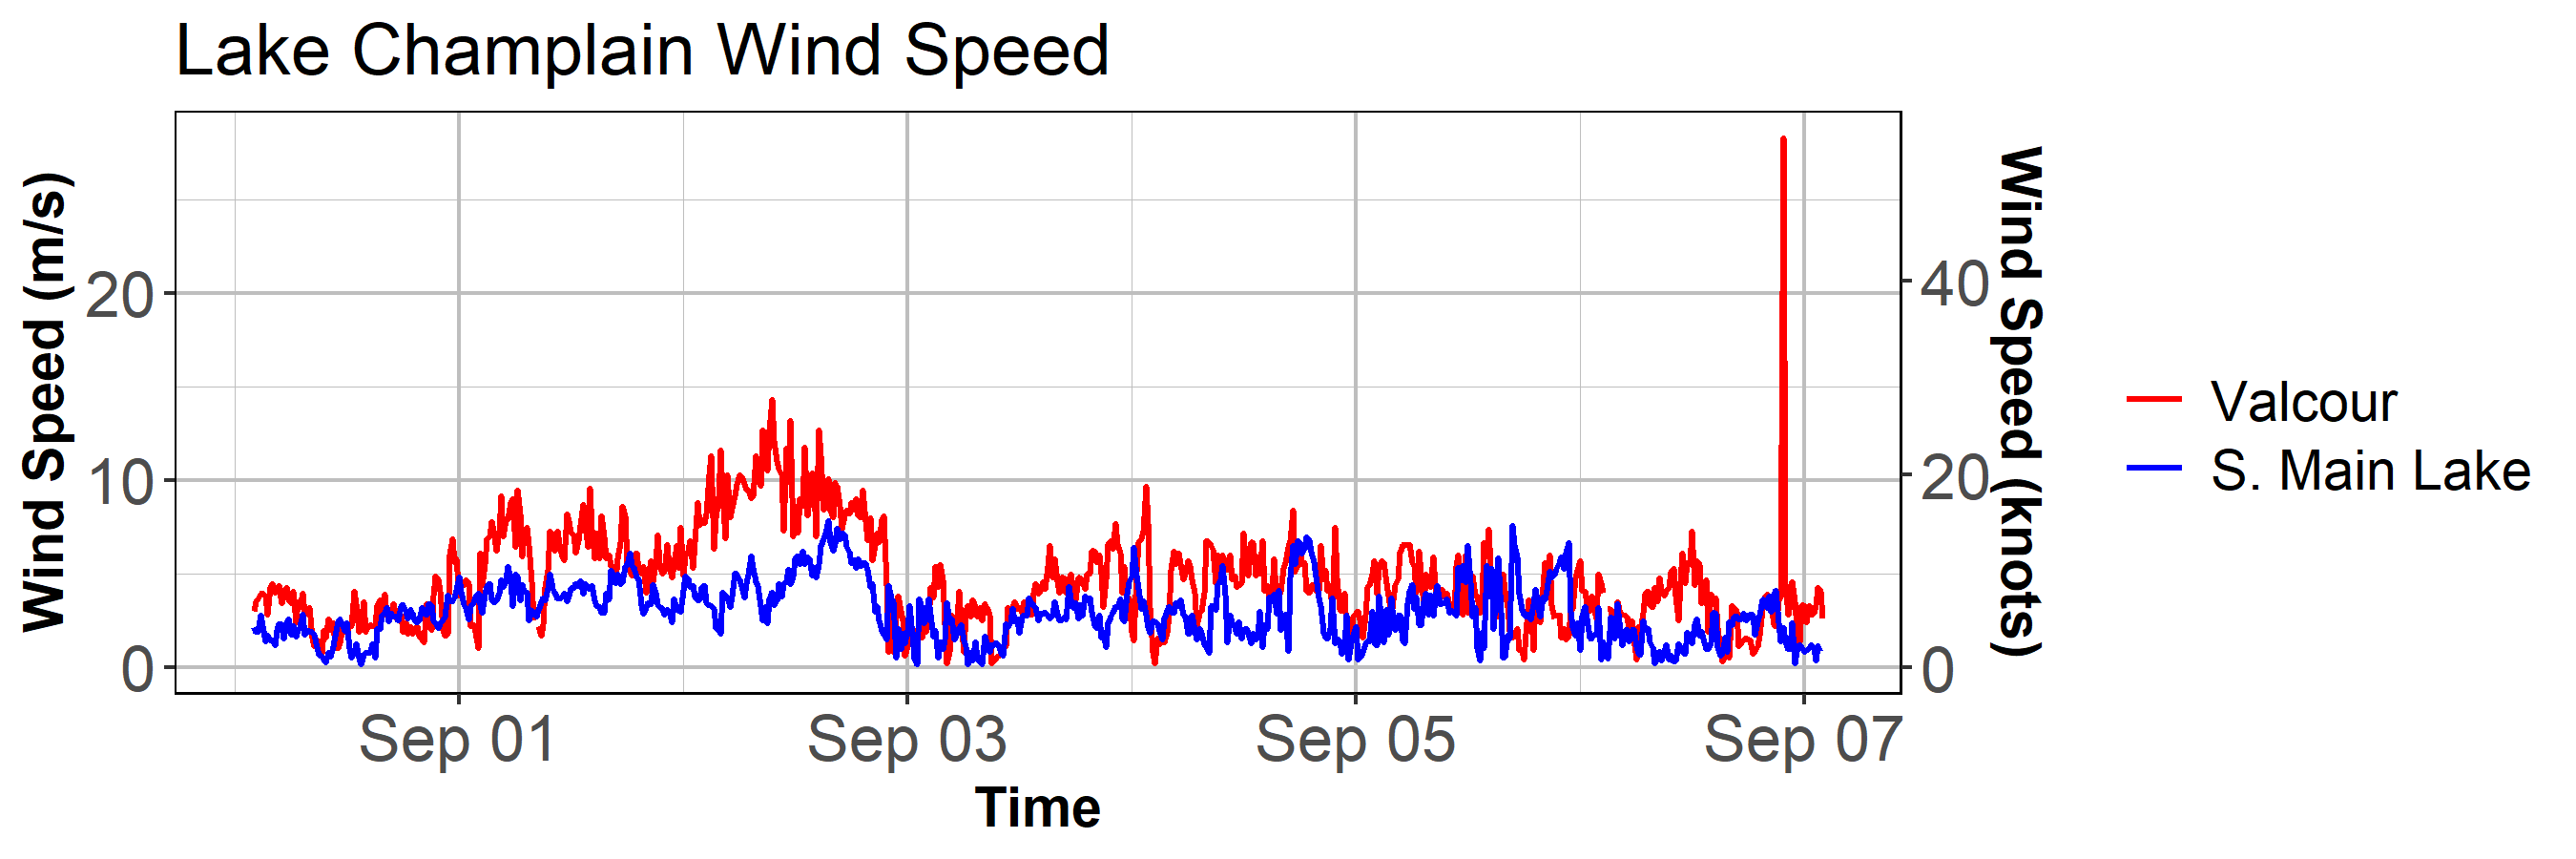 Lake Champlain Wind Speed
Wind Speed (m/s)
20
10
0
40
20
0
Wind Speed (knots)
Sep 01 Sep 03 Sep 05 Sep 07
Time
Valcour
S. Main Lake